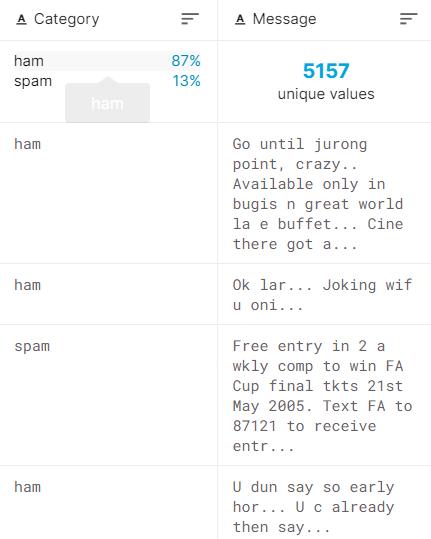 A Category
A Message
ham 87%
spam 13%
ham
5157
unique values
ham
Go until jurong
point, crazy..
Available only in
bugis n great world
la e buffet... Cine
there got a...
ham
Ok lar... Joking wif
u oni...
spam
Free entry in 2 a
wkly comp to win FA
Cup final tkts 21st
May 2005. Text FA to
87121 to receive
entr...
ham
U dun say so early
hor... U c already
then say...